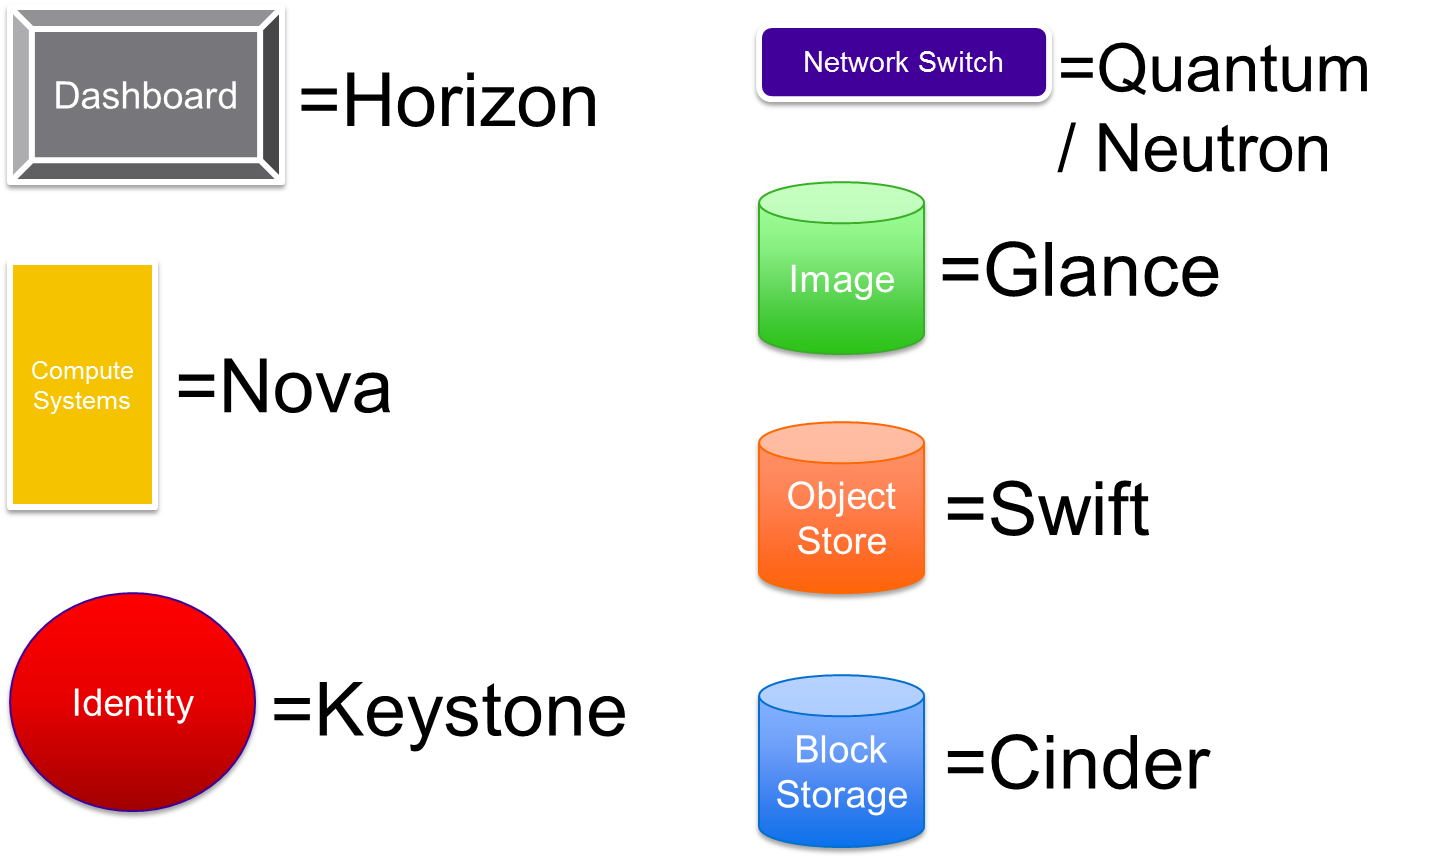 Dashboard
=Horizon
Compute
Systems
=Nova
Identity
=Keystone
Network Switch
=Quantum
/ Neutron
Image
=Glance
Object
Store
=Swift
Block
Storage
=Cinder